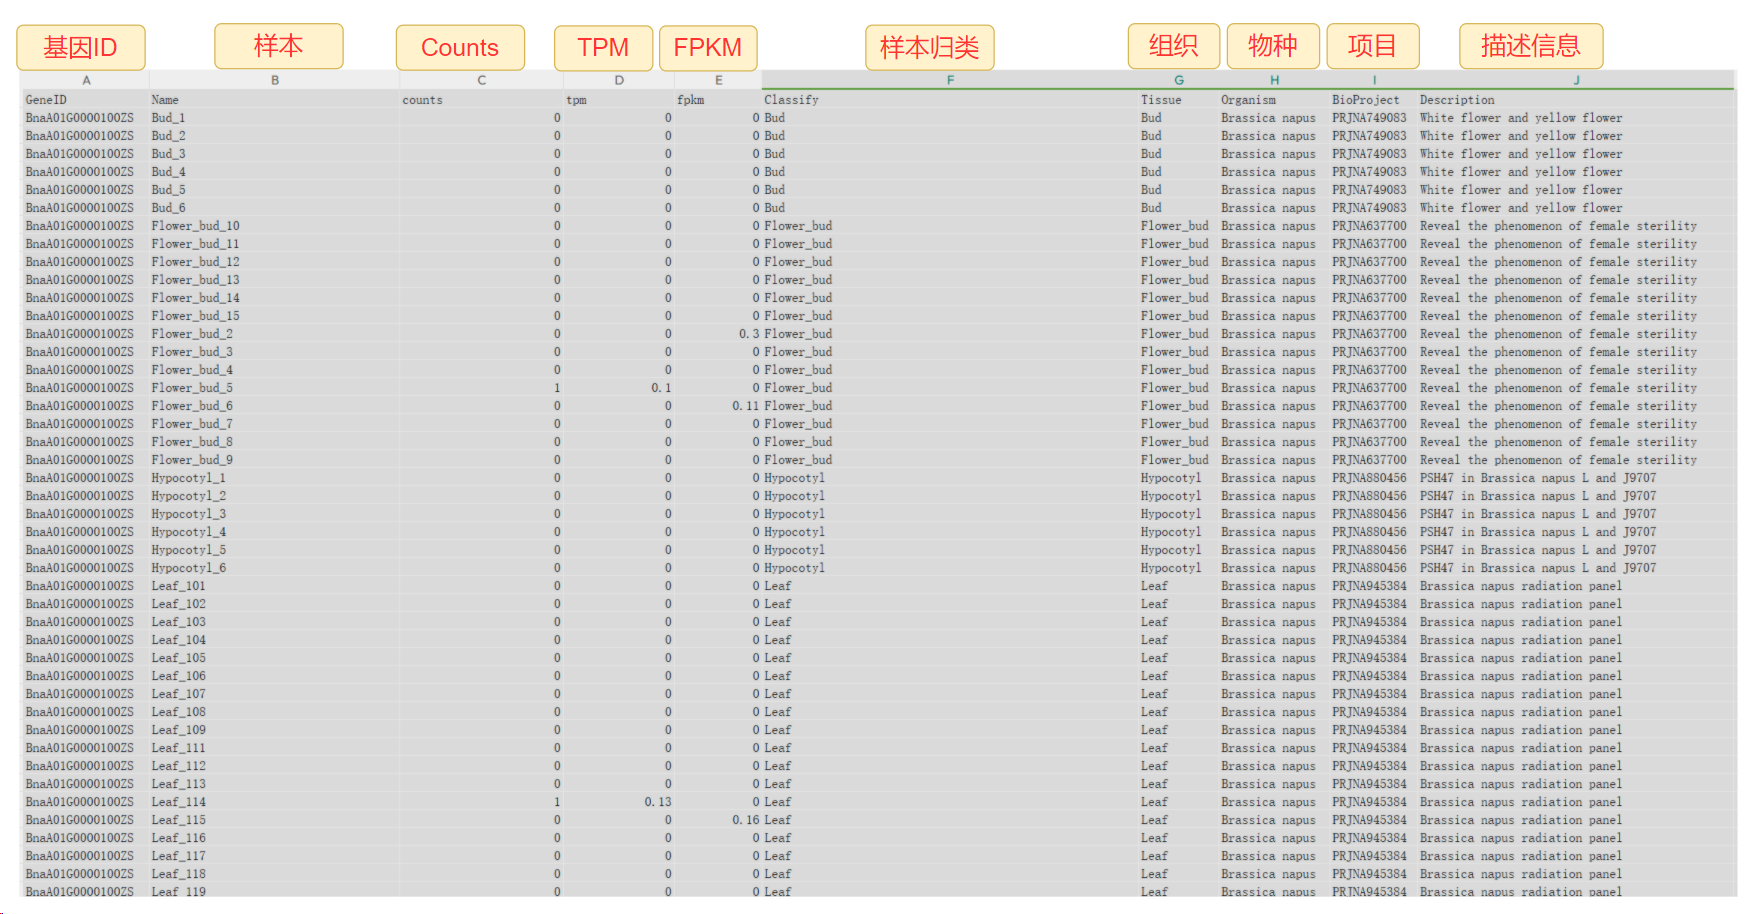 基因ID 样本 Counts TPM FPKM 样本归类 组织 物种 项目 描述信息
A B C D E F G H I J
GeneID Name counts tpm fpkm Classify Tissue Organism BioProject Description
BnaA01G0000100ZS Bud_1 0 0 0 Bud Bud Brassica napus PRJNA749083 White flower and yellow flower
BnaA01G0000100ZS Bud_2 0 0 0 Bud Bud Brassica napus PRJNA749083 White flower and yellow flower
BnaA01G0000100ZS Bud_3 0 0 0 Bud Bud Brassica napus PRJNA749083 White flower and yellow flower
BnaA01G0000100ZS Bud_4 0 0 0 Bud Bud Brassica napus PRJNA749083 White flower and yellow flower
BnaA01G0000100ZS Bud_5 0 0 0 Bud Bud Brassica napus PRJNA749083 White flower and yellow flower
BnaA01G0000100ZS Bud_6 0 0 0 Bud Bud Brassica napus PRJNA749083 White flower and yellow flower
BnaA01G0000100ZS Flower_bud_10 0 0 0 Flower_bud Flower_bud Brassica napus PRJNA637700 Reveal the phenomenon of female sterility
BnaA01G0000100ZS Flower_bud_11 0 0 0 Flower_bud Flower_bud Brassica napus PRJNA637700 Reveal the phenomenon of female sterility
BnaA01G0000100ZS Flower_bud_12 0 0 0 Flower_bud Flower_bud Brassica napus PRJNA637700 Reveal the phenomenon of female sterility
BnaA01G0000100ZS Flower_bud_13 0 0 0 Flower_bud Flower_bud Brassica napus PRJNA637700 Reveal the phenomenon of female sterility
BnaA01G0000100ZS Flower_bud_14 0 0 0 Flower_bud Flower_bud Brassica napus PRJNA637700 Reveal the phenomenon of female sterility
BnaA01G0000100ZS Flower_bud_15 0 0 0 Flower_bud Flower_bud Brassica napus PRJNA637700 Reveal the phenomenon of female sterility
BnaA01G0000100ZS Flower_bud_2 0 0 0.3 Flower_bud Flower_bud Brassica napus PRJNA637700 Reveal the phenomenon of female sterility
BnaA01G0000100ZS Flower_bud_3 0 0 0 Flower_bud Flower_bud Brassica napus PRJNA637700 Reveal the phenomenon of female sterility
BnaA01G0000100ZS Flower_bud_4 0 0 0 Flower_bud Flower_bud Brassica napus PRJNA637700 Reveal the phenomenon of female sterility
BnaA01G0000100ZS Flower_bud_5 1 0.1 0 Flower_bud Flower_bud Brassica napus PRJNA637700 Reveal the phenomenon of female sterility
BnaA01G0000100ZS Flower_bud_6 0 0 0.11 Flower_bud Flower_bud Brassica napus PRJNA637700 Reveal the phenomenon of female sterility
BnaA01G0000100ZS Flower_bud_7 0 0 0 Flower_bud Flower_bud Brassica napus PRJNA637700 Reveal the phenomenon of female sterility
BnaA01G0000100ZS Flower_bud_8 0 0 0 Flower_bud Flower_bud Brassica napus PRJNA637700 Reveal the phenomenon of female sterility
BnaA01G0000100ZS Flower_bud_9 0 0 0 Flower_bud Flower_bud Brassica napus PRJNA637700 Reveal the phenomenon of female sterility
BnaA01G0000100ZS Hypocotyl_1 0 0 0 Hypocotyl Hypocotyl Brassica napus PRJNA880456 PSH47 in Brassica napus L and J9707
BnaA01G0000100ZS Hypocotyl_2 0 0 0 Hypocotyl Hypocotyl Brassica napus PRJNA880456 PSH47 in Brassica napus L and J9707
BnaA01G0000100ZS Hypocotyl_3 0 0 0 Hypocotyl Hypocotyl Brassica napus PRJNA880456 PSH47 in Brassica napus L and J9707
BnaA01G0000100ZS Hypocotyl_4 0 0 0 Hypocotyl Hypocotyl Brassica napus PRJNA880456 PSH47 in Brassica napus L and J9707
BnaA01G0000100ZS Hypocotyl_5 0 0 0 Hypocotyl Hypocotyl Brassica napus PRJNA880456 PSH47 in Brassica napus L and J9707
BnaA01G0000100ZS Hypocotyl_6 0 0 0 Hypocotyl Hypocotyl Brassica napus PRJNA880456 PSH47 in Brassica napus L and J9707
BnaA01G0000100ZS Leaf_101 0 0 0 Leaf Leaf Brassica napus PRJNA945384 Brassica napus radiation panel
BnaA01G0000100ZS Leaf_102 0 0 0 Leaf Leaf Brassica napus PRJNA945384 Brassica napus radiation panel
BnaA01G0000100ZS Leaf_103 0 0 0 Leaf Leaf Brassica napus PRJNA945384 Brassica napus radiation panel
BnaA01G0000100ZS Leaf_104 0 0 0 Leaf Leaf Brassica napus PRJNA945384 Brassica napus radiation panel
BnaA01G0000100ZS Leaf_105 0 0 0 Leaf Leaf Brassica napus PRJNA945384 Brassica napus radiation panel
BnaA01G0000100ZS Leaf_106 0 0 0 Leaf Leaf Brassica napus PRJNA945384 Brassica napus radiation panel
BnaA01G0000100ZS Leaf_107 0 0 0 Leaf Leaf Brassica napus PRJNA945384 Brassica napus radiation panel
BnaA01G0000100ZS Leaf_108 0 0 0 Leaf Leaf Brassica napus PRJNA945384 Brassica napus radiation panel
BnaA01G0000100ZS Leaf_109 0 0 0 Leaf Leaf Brassica napus PRJNA945384 Brassica napus radiation panel
BnaA01G0000100ZS Leaf_111 0 0 0 Leaf Leaf Brassica napus PRJNA945384 Brassica napus radiation panel
BnaA01G0000100ZS Leaf_112 0 0 0 Leaf Leaf Brassica napus PRJNA945384 Brassica napus radiation panel
BnaA01G0000100ZS Leaf_113 0 0 0 Leaf Leaf Brassica napus PRJNA945384 Brassica napus radiation panel
BnaA01G0000100ZS Leaf_114 1 0.13 0 Leaf Leaf Brassica napus PRJNA945384 Brassica napus radiation panel
BnaA01G0000100ZS Leaf_115 0 0 0.16 Leaf Leaf Brassica napus PRJNA945384 Brassica napus radiation panel
BnaA01G0000100ZS Leaf_116 0 0 0 Leaf Leaf Brassica napus PRJNA945384 Brassica napus radiation panel
BnaA01G0000100ZS Leaf_117 0 0 0 Leaf Leaf Brassica napus PRJNA945384 Brassica napus radiation panel
BnaA01G0000100ZS Leaf_118 0 0 0 Leaf Leaf Brassica napus PRJNA945384 Brassica napus radiation panel
BnaA01G0000100ZS Leaf_119 0 0 0 Leaf Leaf Brassica napus PRJNA945384 Brassica napus radiation panel